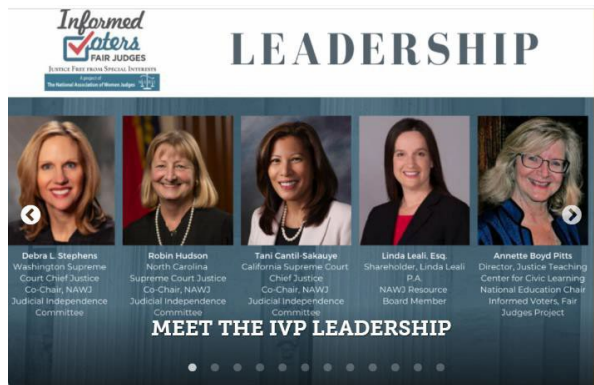 Informed
Voters
FAIR JUDGES
JUSTICE FREE FROM SPECIAL INTERESTS
A project of
The National Association of Women Judges
LEADERSHIP
Debra L. Stephens
Washington Supreme
Court Chief Justice
Co-Chair, NAWJ
Judicial Independence
Committee
Robin Hudson
North Carolina
Supreme Court Justice
Co-Chair, NAWJ
Judicial Independence
Committee
Tani Cantil-Sakauye
California Supreme Court
Chief Justice
Co-Chair, NAWJ
Judicial Independence
Committee
Linda Leali, Esq.
Shareholder, Linda Leali
P.A.
NAWJ Resource
Board Member
Annette Boyd Pitts
Director, Justice Teaching
Center for Civic Learning
National Education Chair
Informed Voters, Fair
Judges Project
MEET THE IVP LEADERSHIP